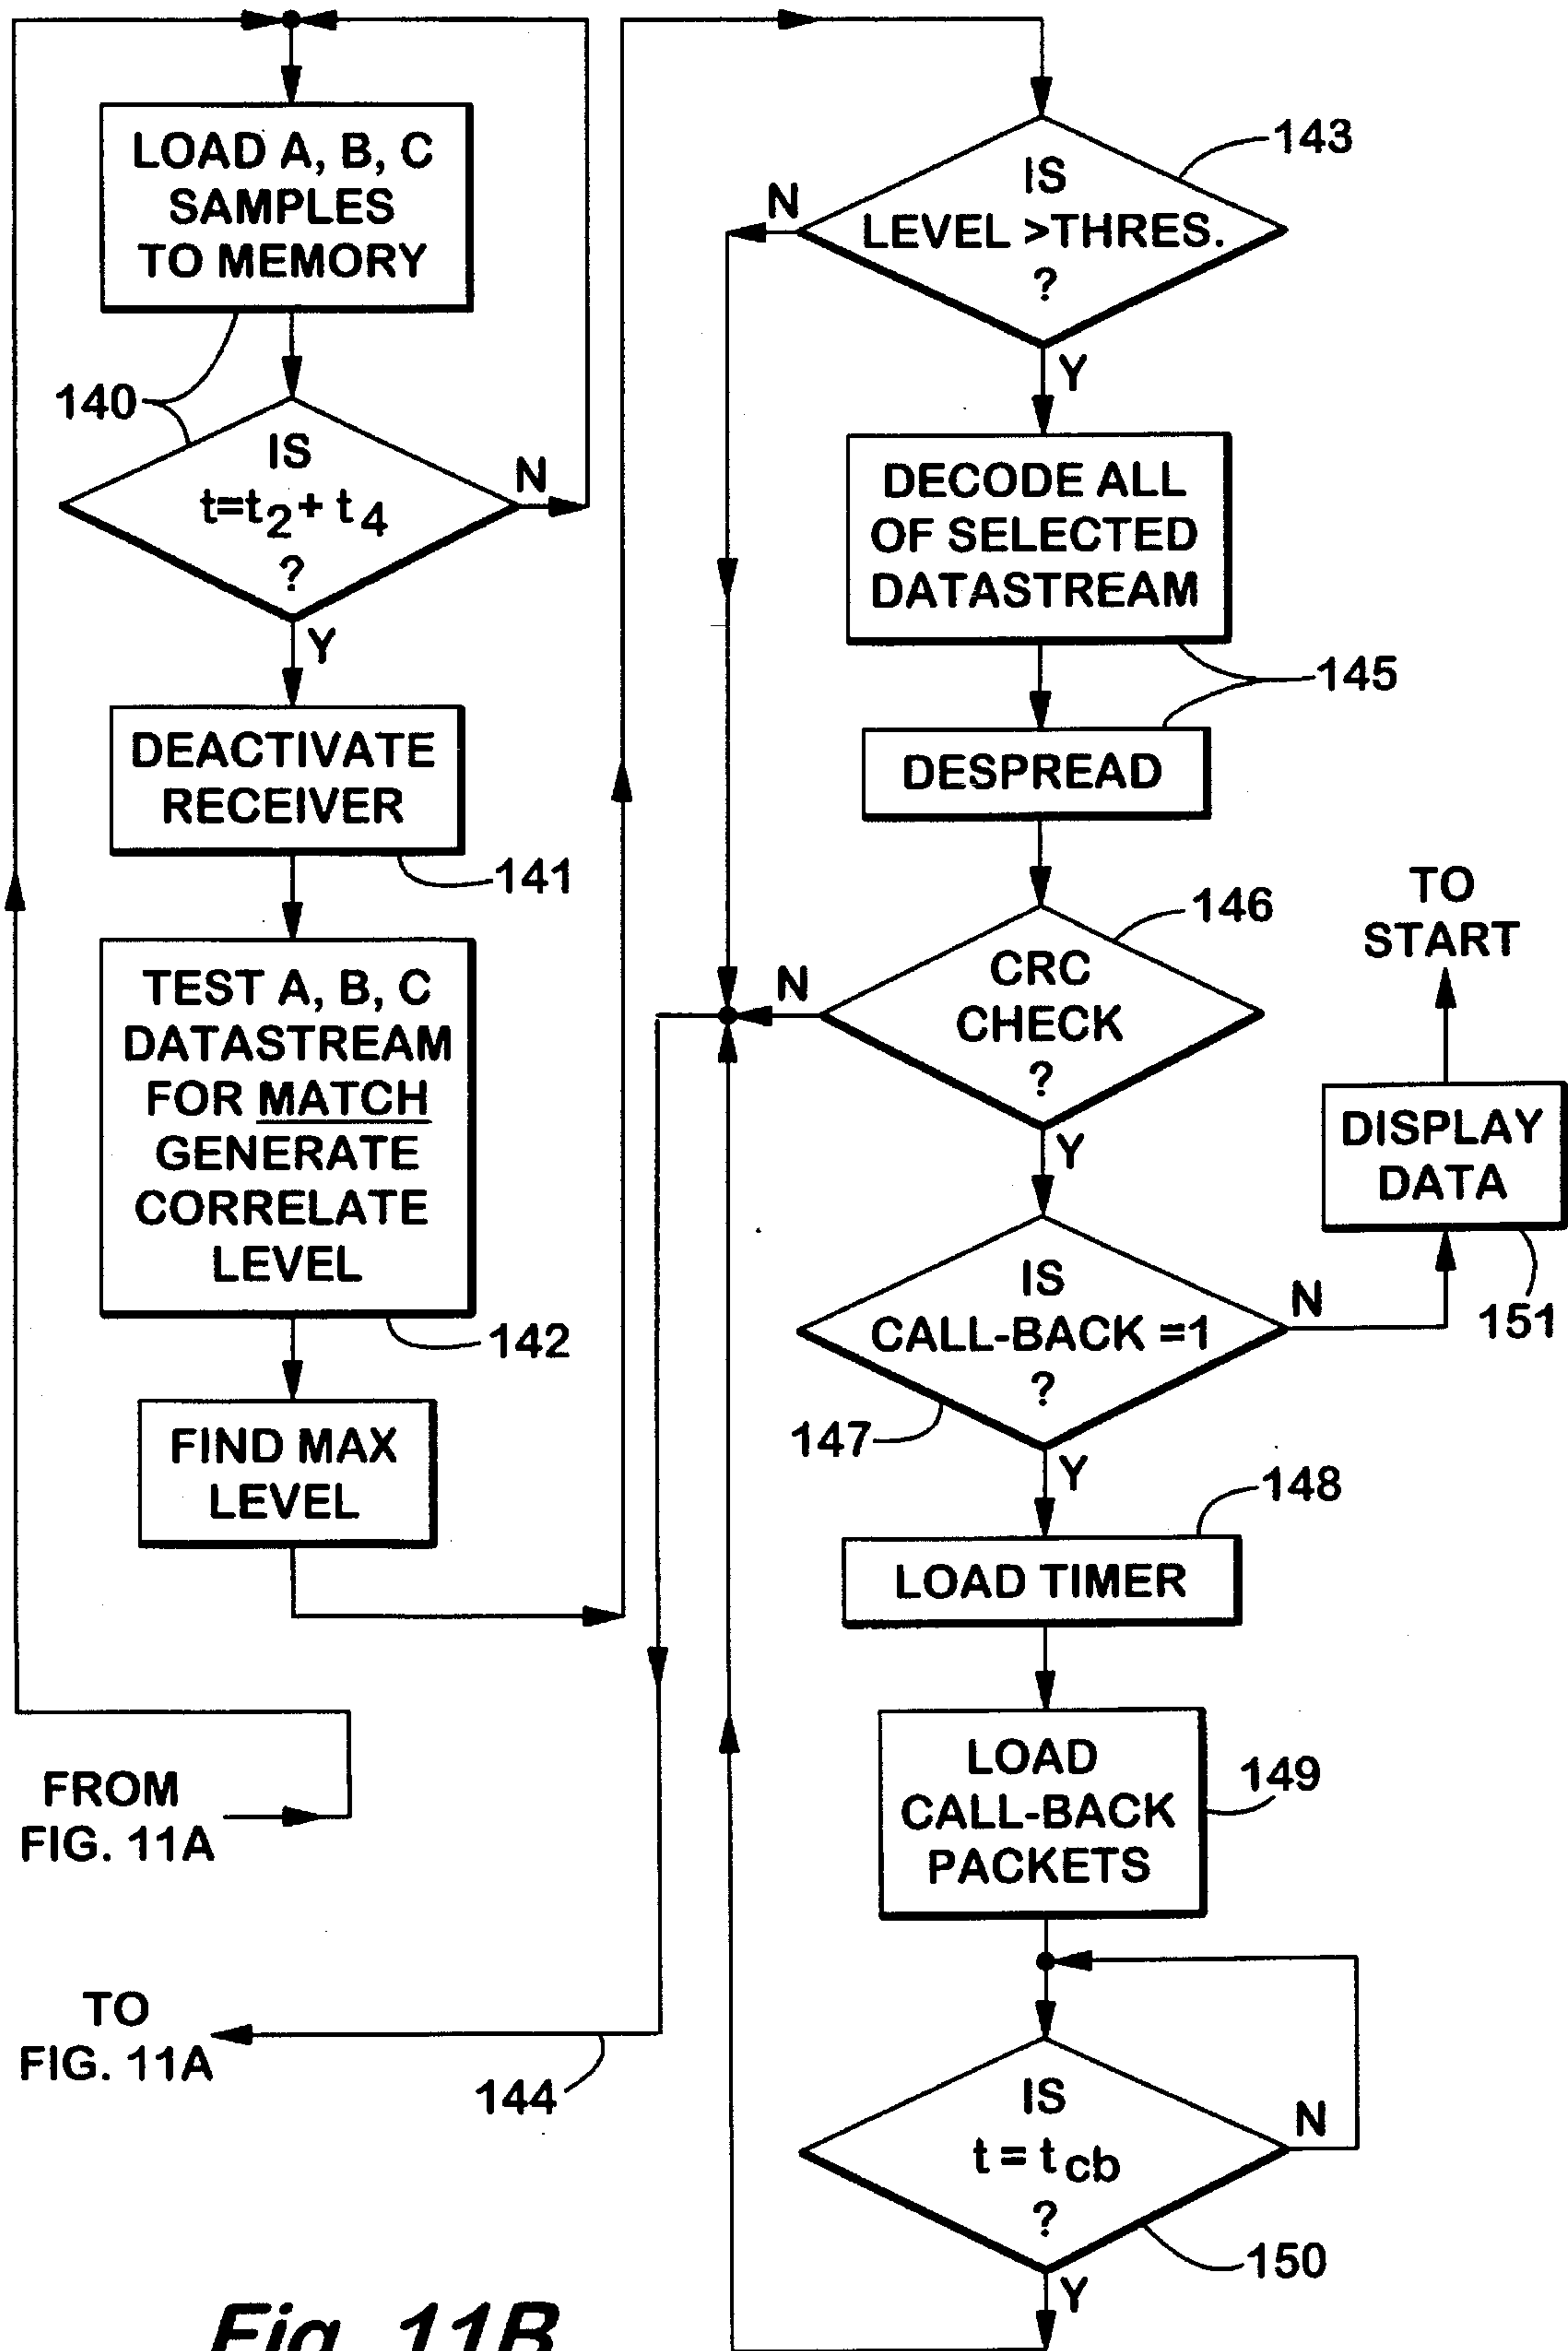 LOAD A, B, C
SAMPLES
TO MEMORY
140
IS
t=t2+ t4
?
N
Y
DEACTIVATE
RECEIVER
141
TEST A, B, C
DATASTREAM
FOR MATCH
GENERATE
CORRELATE
LEVEL
142
FIND MAX
LEVEL
FROM
FIG. 11A
TO
FIG. 11A
144
143
IS
LEVEL >THRES.
?
N
Y
DECODE ALL
OF SELECTED
DATASTREAM
145
DESPREAD
146
CRC
CHECK
?
N
Y
TO
START
DISPLAY
DATA
151
IS
CALL-BACK =1
?
N
147
Y
148
LOAD TIMER
LOAD
CALL-BACK
PACKETS
149
IS
t = tcb
?
N
150
Y
Fig. 11B